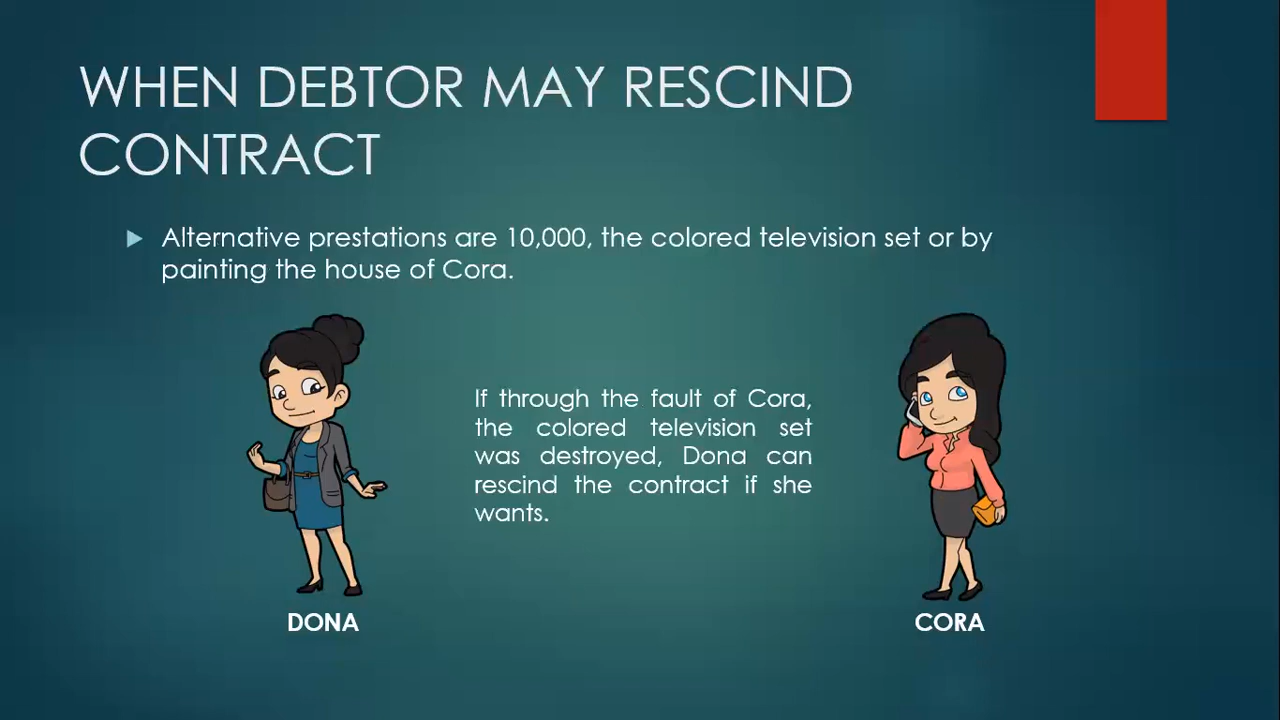 WHEN DEBTOR MAY RESCIND
CONTRACT
Alternative prestations are 10,000, the colored television set or by
painting the house of Cora.
If through the fault of Cora,
the colored television set
was destroyed, Dona can
rescind the contract if she
wants.
DONA
CORA